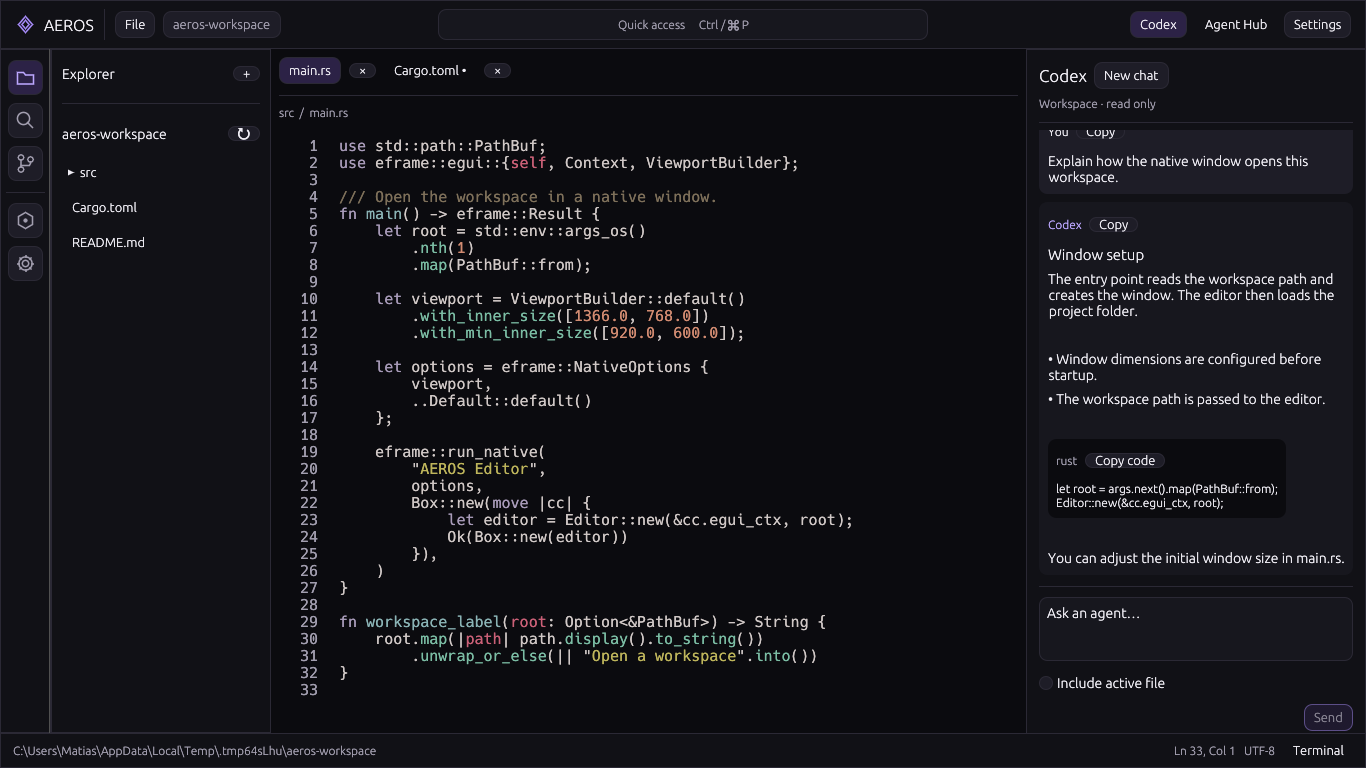 AEROS File aeros-workspace Quick access Ctrl/⌘P Codex Agent Hub Settings
Explorer +
aeros-workspace ↻
▸ src
Cargo.toml
README.md
main.rs × Cargo.toml • ×
src / main.rs
1 use std::path::PathBuf;
2 use eframe::egui::{self, Context, ViewportBuilder};
3
4 /// Open the workspace in a native window.
5 fn main() -> eframe::Result {
6     let root = std::env::args_os()
7         .nth(1)
8         .map(PathBuf::from);
9
10     let viewport = ViewportBuilder::default()
11         .with_inner_size([1366.0, 768.0])
12         .with_min_inner_size([920.0, 600.0]);
13
14     let options = eframe::NativeOptions {
15         viewport,
16         ..Default::default()
17     };
18
19     eframe::run_native(
20         "AEROS Editor",
21         options,
22         Box::new(move |cc| {
23             let editor = Editor::new(&cc.egui_ctx, root);
24             Ok(Box::new(editor))
25         }),
26     )
27 }
28
29 fn workspace_label(root: Option<&PathBuf>) -> String {
30     root.map(|path| path.display().to_string())
31         .unwrap_or_else(|| "Open a workspace".into())
32 }
33
Codex New chat
Workspace · read only
You Copy
Explain how the native window opens this
workspace.
Codex Copy
Window setup
The entry point reads the workspace path and
creates the window. The editor then loads the
project folder.
• Window dimensions are configured before
startup.
• The workspace path is passed to the editor.
rust Copy code
let root = args.next().map(PathBuf::from);
Editor::new(&cc.egui_ctx, root);
You can adjust the initial window size in main.rs.
Ask an agent…
Include active file
Send
C:\Users\Matias\AppData\Local\Temp\.tmp64sLhu\aeros-workspace Ln 33, Col 1 UTF-8 Terminal